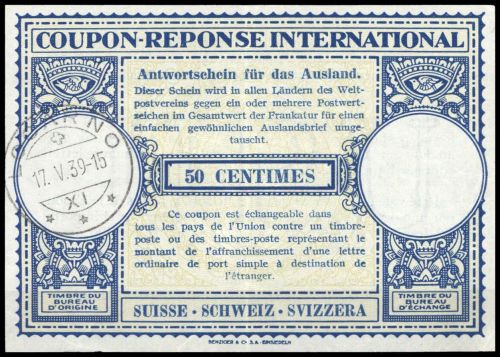 COUPON-REPONSE INTERNATIONAL
Antwortschein für das Ausland.
Dieser Schein wird in allen Ländern des Welt-
postvereins gegen ein oder mehrere Postwert-
zeichen im Gesamtwert der Frankatur für einen
einfachen gewöhnlichen Auslandsbrief umge-
tauscht.
LOCARNO
17. V. 39-15
XI
50 CENTIMES
Ce coupon est échangeable dans
tous les pays de l'Union contre un timbre-
poste ou des timbres-poste représentant le
montant de l'affranchissement d'une lettre
ordinaire de port simple à destination de
l'étranger.
TIMBRE DU
BUREAU
D'ORIGINE
TIMBRE DU
BUREAU
D'ÉCHANGE
SUISSE · SCHWEIZ · SVIZZERA
BENZIGER & Cº S.A. EINSIEDELN